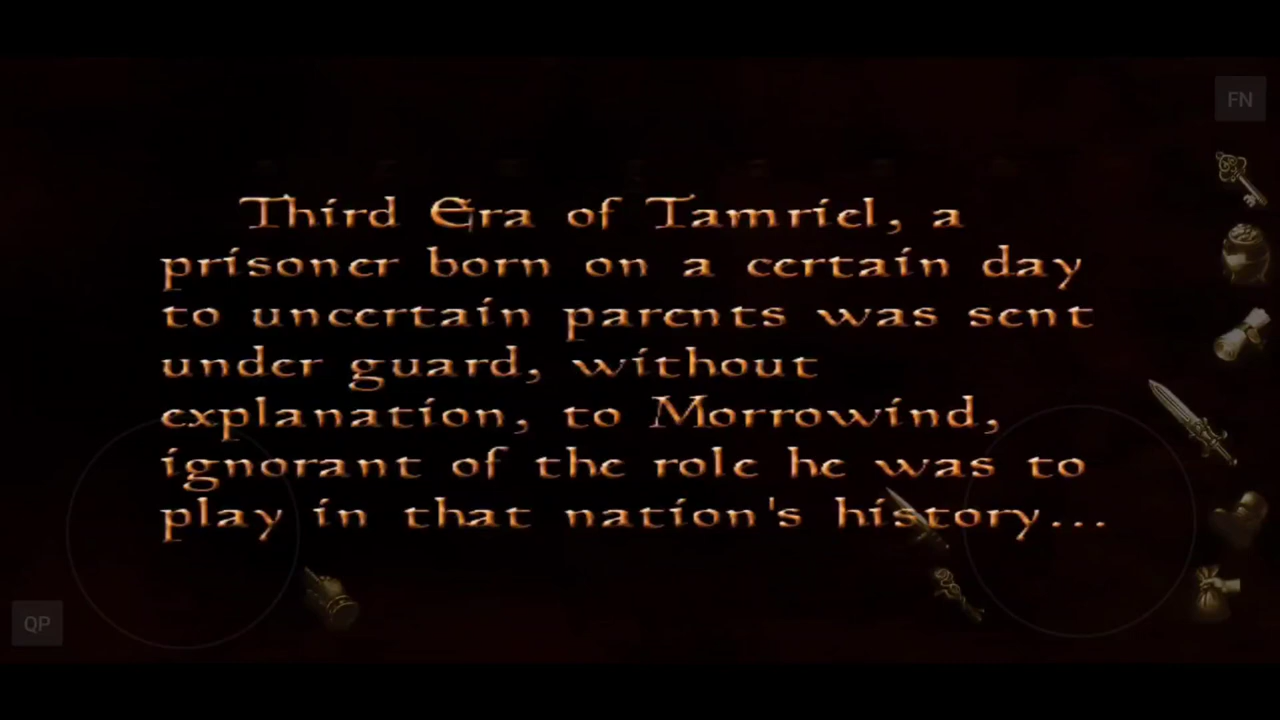 FN
Third Era of Tamriel, a
prisoner born on a certain day
to uncertain parents was sent
under guard, without
explanation, to Morrowind,
ignorant of the role he was to
play in that nation's history...
QP